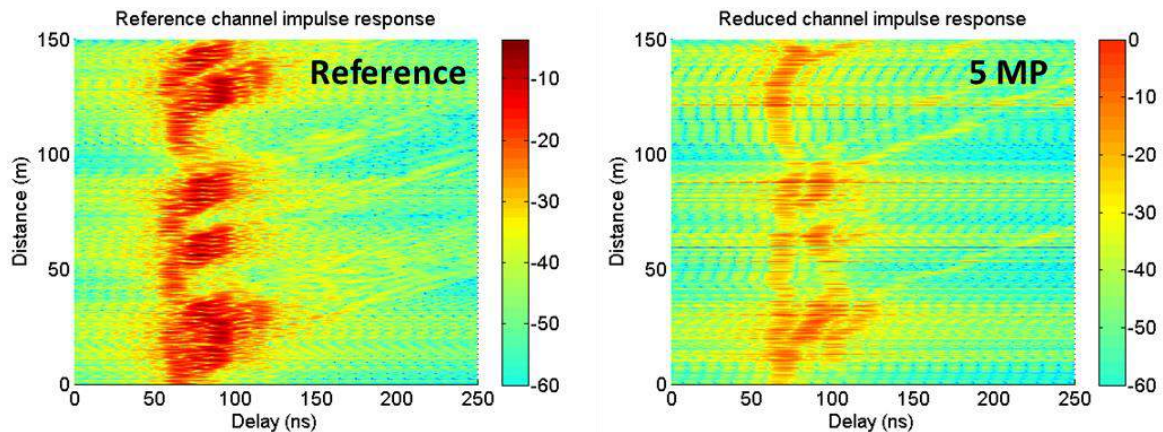 Reference channel impulse response
Reference
150
100
50
0
Distance (m)
0 50 100 150 200 250
Delay (ns)
-10
-20
-30
-40
-50
-60
Reduced channel impulse response
5 MP
150
100
50
0
Distance (m)
0 50 100 150 200 250
Delay (ns)
0
-10
-20
-30
-40
-50
-60